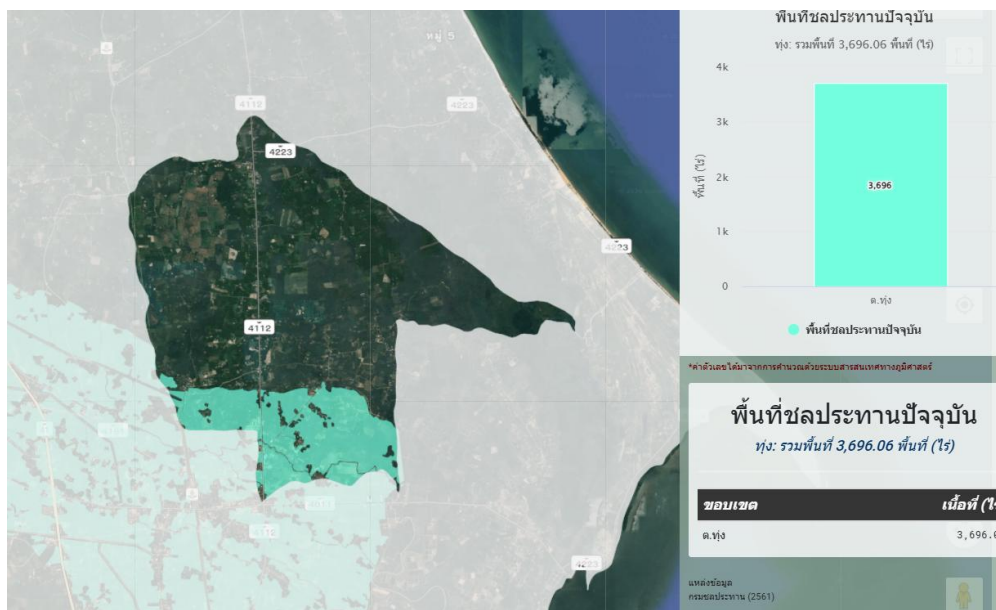 หมู่ 5
4112
4223
4223
4223
4112
4112
4223
พื้นที่ชลประทานปัจจุบัน
ทุ่ง: รวมพื้นที่ 3,696.06 พื้นที่ (ไร่)
4k
3k
2k
1k
0
พื้นที่ (ไร่)
3,696
ต.ทุ่ง
พื้นที่ชลประทานปัจจุบัน
*ค่าตัวเลขได้มาจากการคำนวณด้วยระบบสารสนเทศทางภูมิศาสตร์
พื้นที่ชลประทานปัจจุบัน
ทุ่ง: รวมพื้นที่ 3,696.06 พื้นที่ (ไร่)
ขอบเขต เนื้อที่ (ไร
ต.ทุ่ง 3,696.0
แหล่งข้อมูล
กรมชลประทาน (2561)